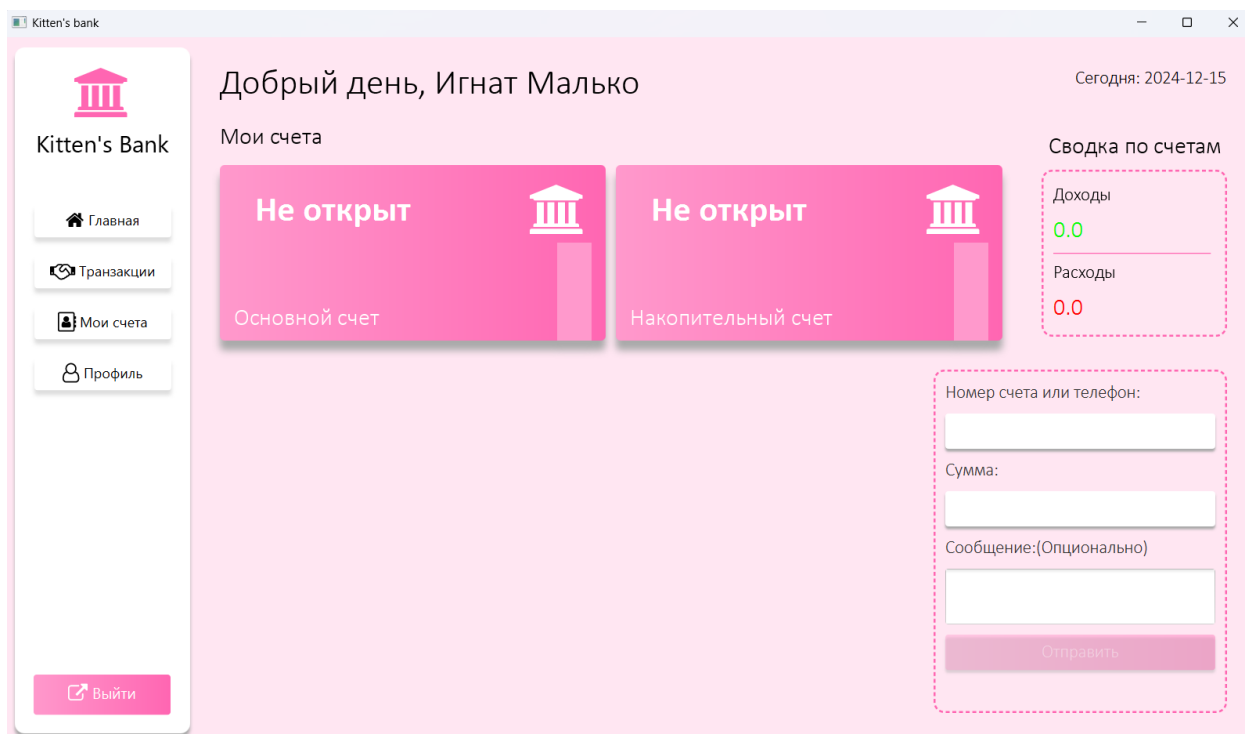 Kitten's bank
Kitten's Bank
Главная
Транзакции
Мои счета
Профиль
Выйти
Добрый день, Игнат Малько
Сегодня: 2024-12-15
Мои счета
Не открыт
Основной счет
Не открыт
Накопительный счет
Сводка по счетам
Доходы
0.0
Расходы
0.0
Номер счета или телефон:
Сумма:
Сообщение:(Опционально)
Отправить